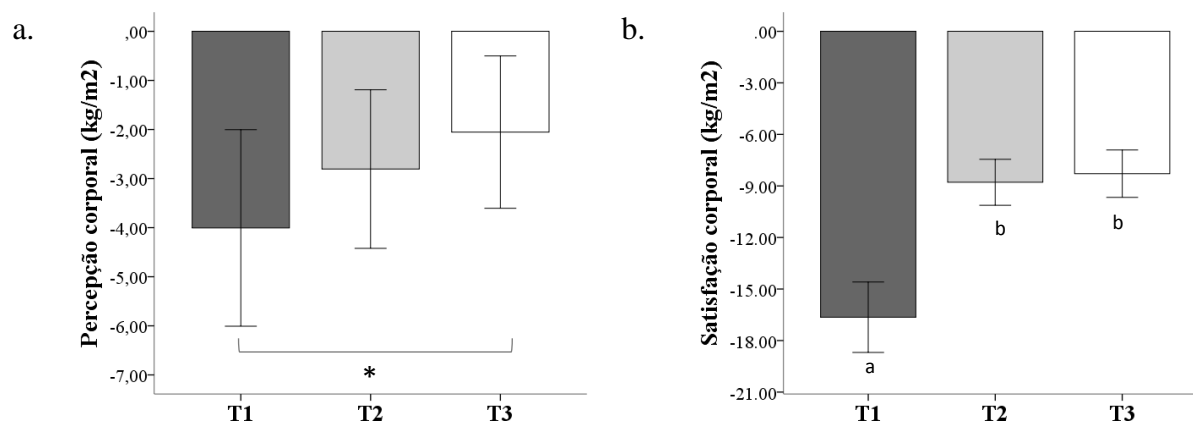 a.
Percepção corporal (kg/m2)
,00
-1,00
-2,00
-3,00
-4,00
-5,00
-6,00
-7,00
*
T1 T2 T3
b.
Satisfação corporal (kg/m2)
.00
-3.00
-6.00
-9.00
-12.00
-15.00
-18.00
-21.00
b b
a
T1 T2 T3